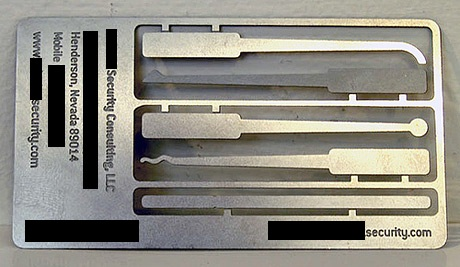 Security Consulting, LLC
Henderson, Nevada 89014
Mobile
www. security.com
security.com